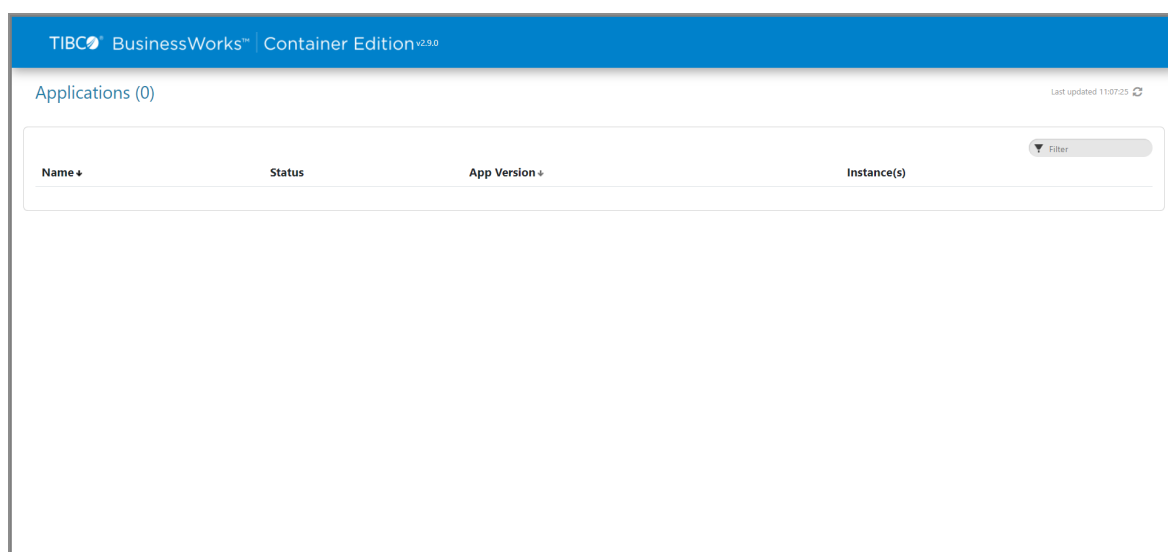 TIBCO® BusinessWorks™ | Container Edition v2.9.0
Applications (0)
Last updated 11:07:25
Filter
Name Status App Version Instance(s)